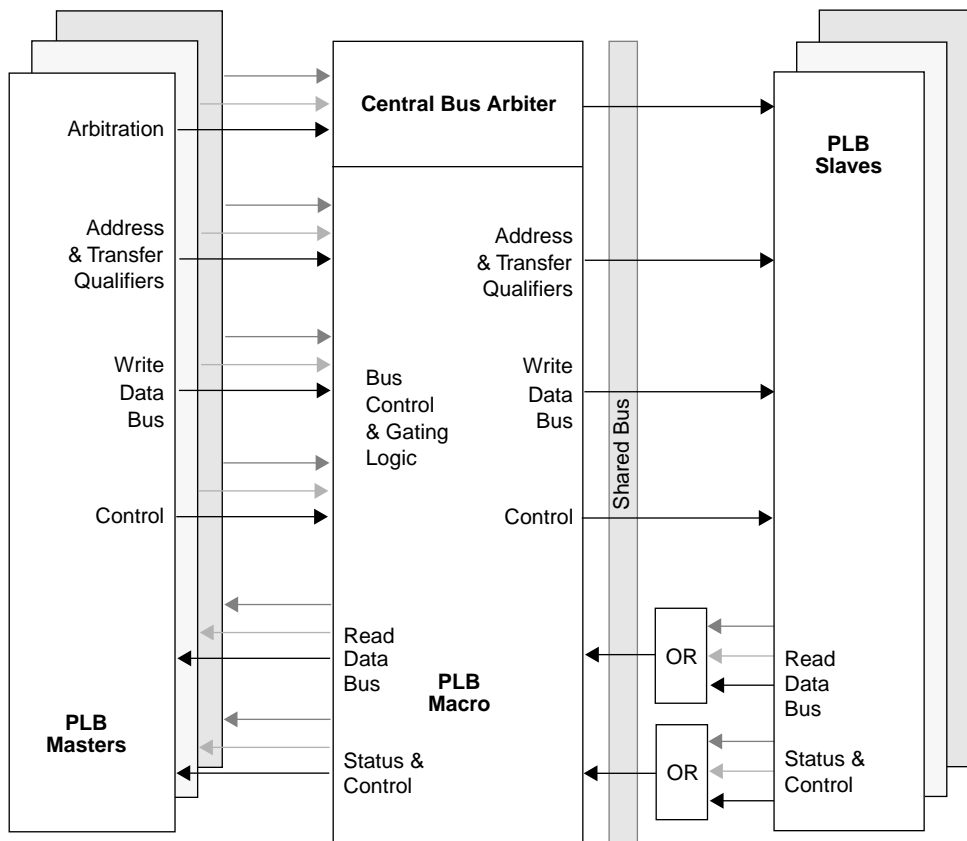 Arbitration
Address
& Transfer
Qualifiers
Write
Data
Bus
Control
PLB
Masters
Central Bus Arbiter
Address
& Transfer
Qualifiers
Write
Data
Bus
Bus
Control
& Gating
Logic
Control
Read
Data
Bus
PLB
Macro
Status &
Control
Shared Bus
OR
OR
PLB
Slaves
Read
Data
Bus
Status &
Control